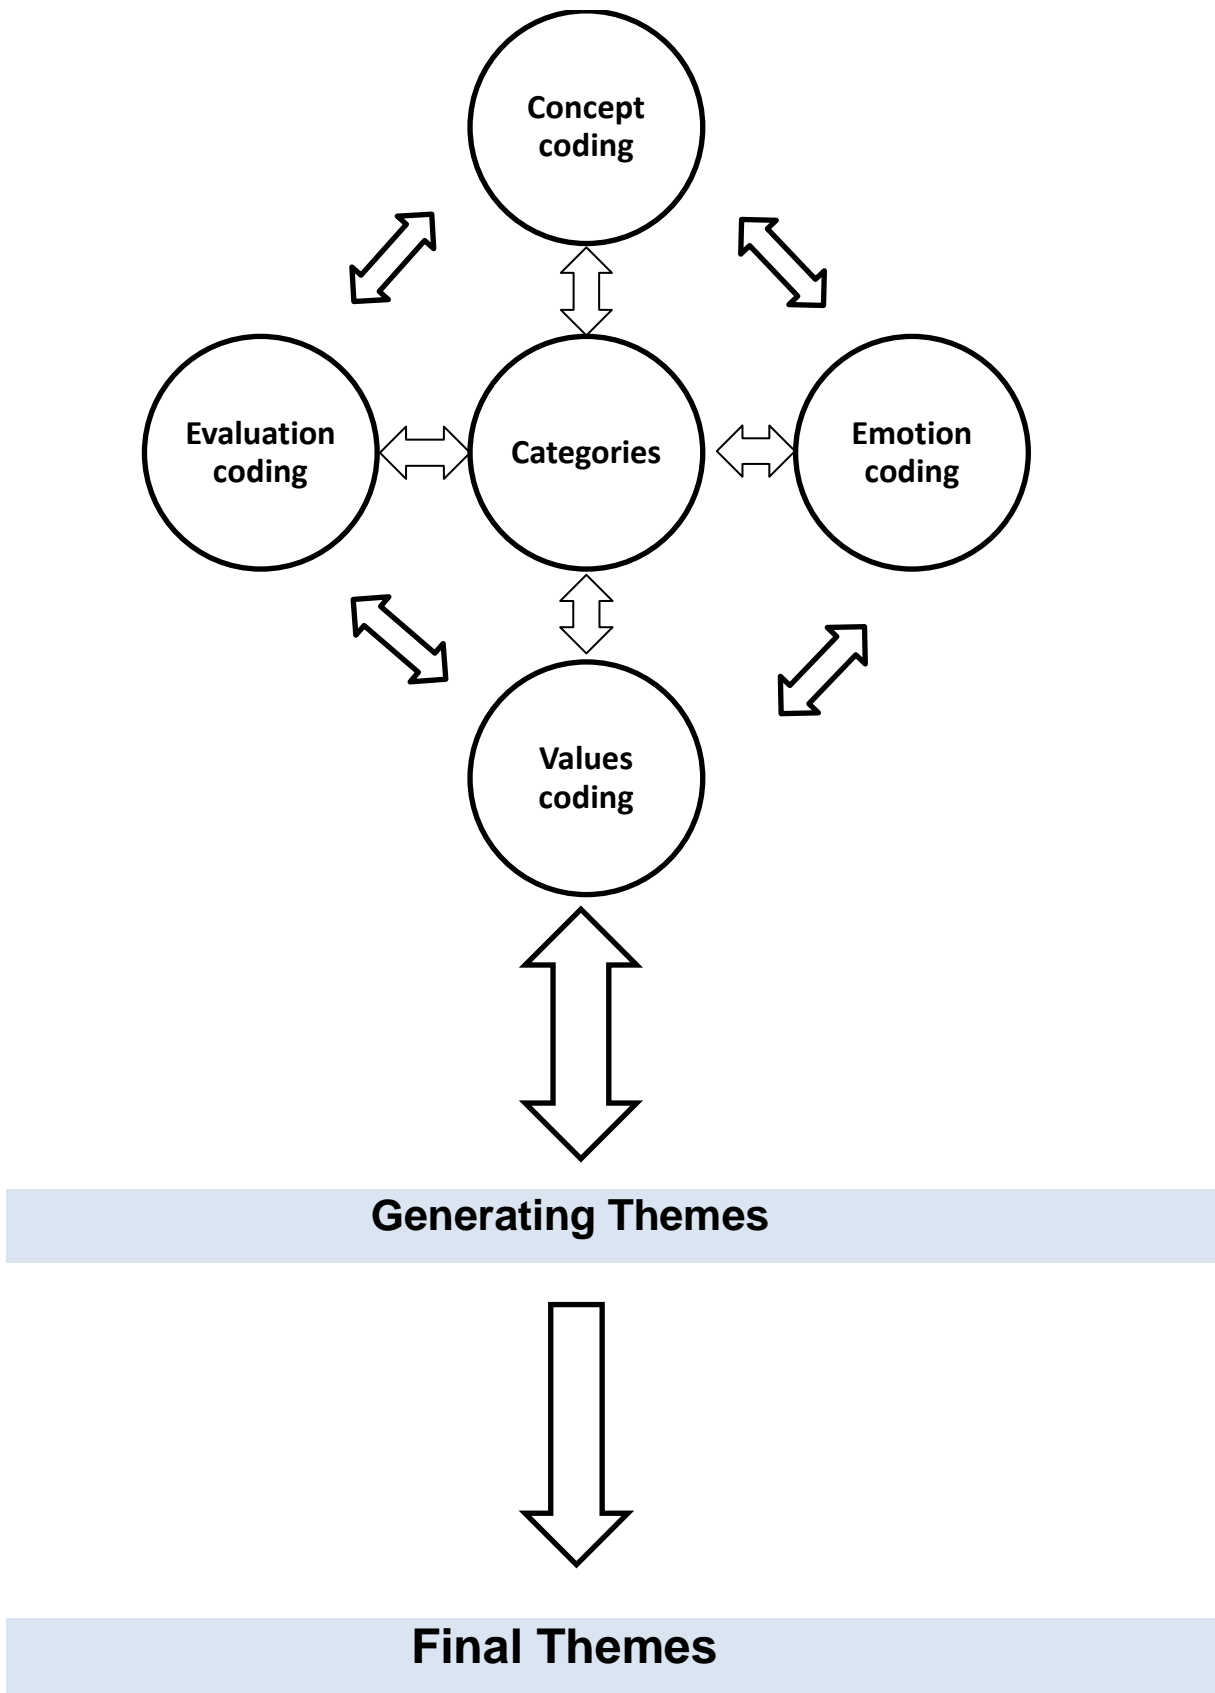 Concept
coding
Evaluation
coding
Categories
Emotion
coding
Values
coding
Generating Themes
Final Themes